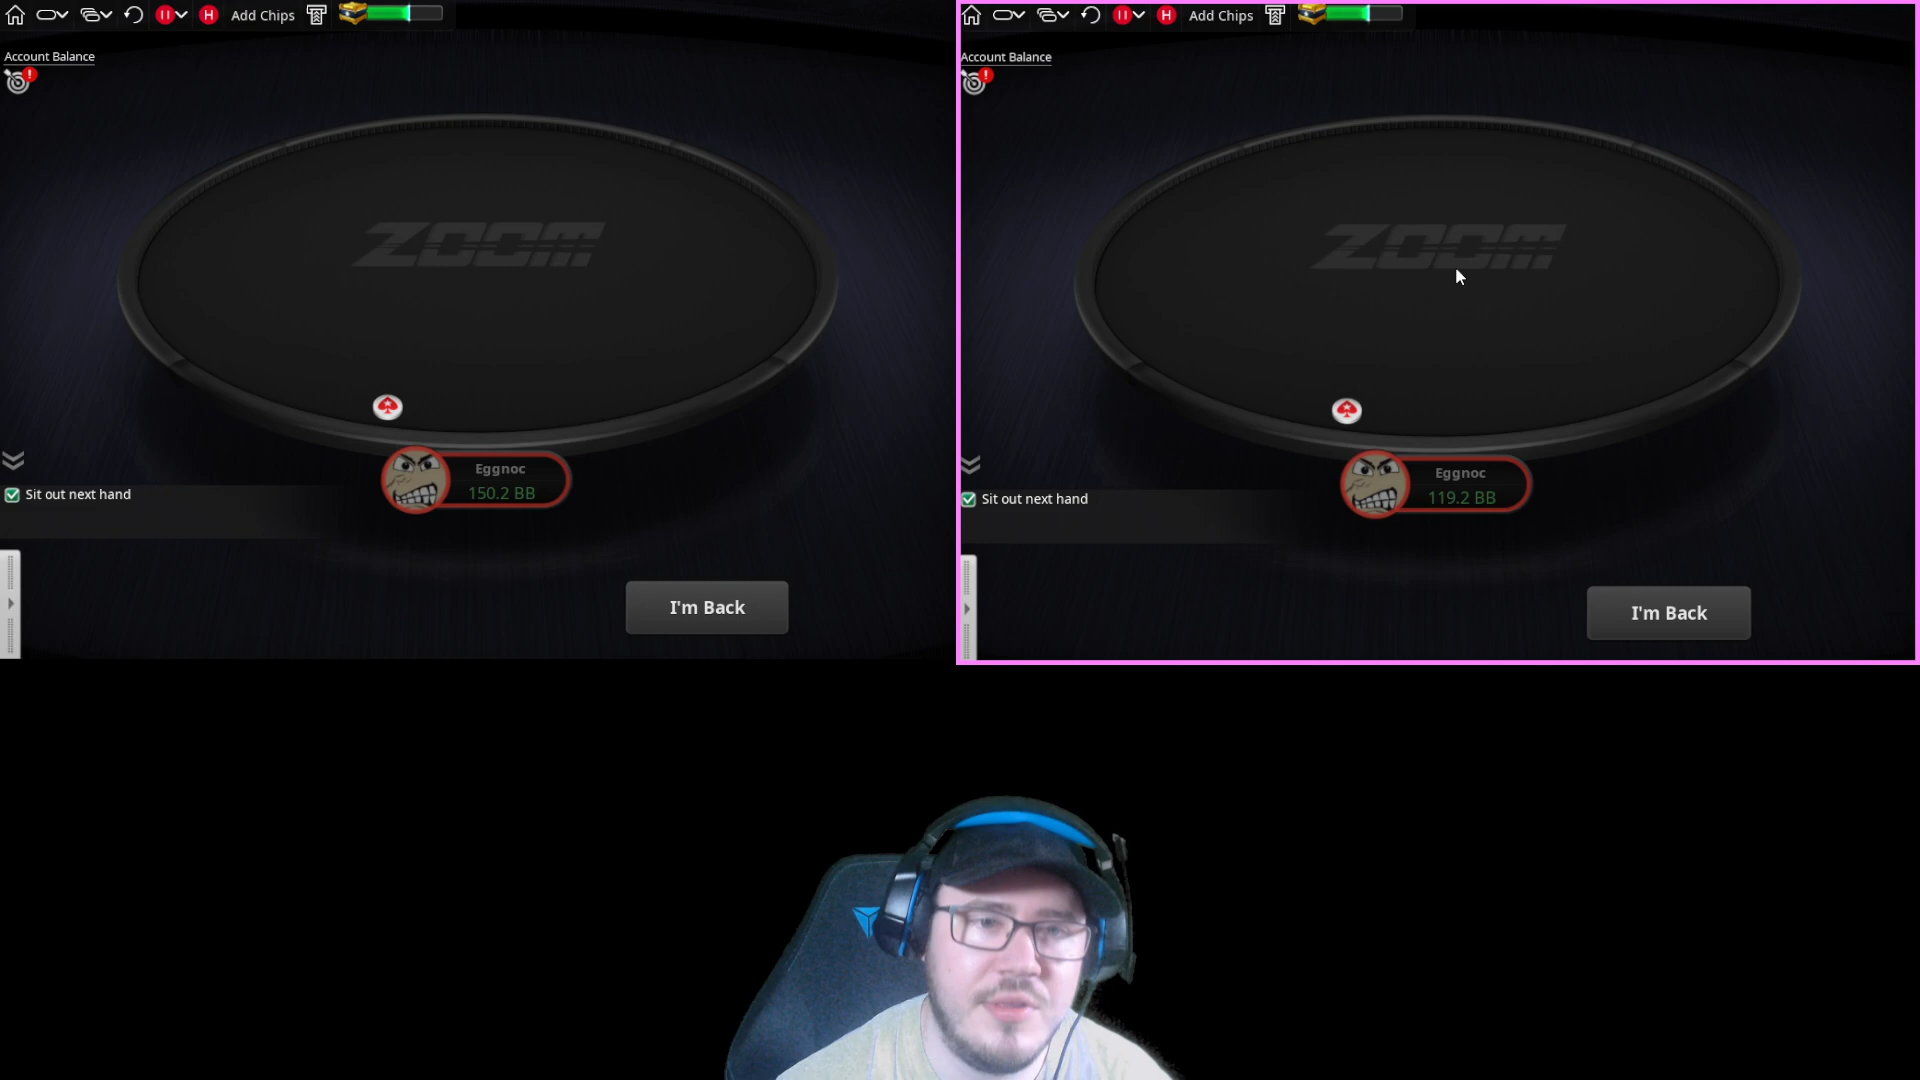 Add Chips
Account Balance
!
ZOOM
Eggnoc
150.2 BB
Sit out next hand
I'm Back
H
Add Chips
Account Balance
!
ZOOM
Eggnoc
119.2 BB
Sit out next hand
I'm Back
H